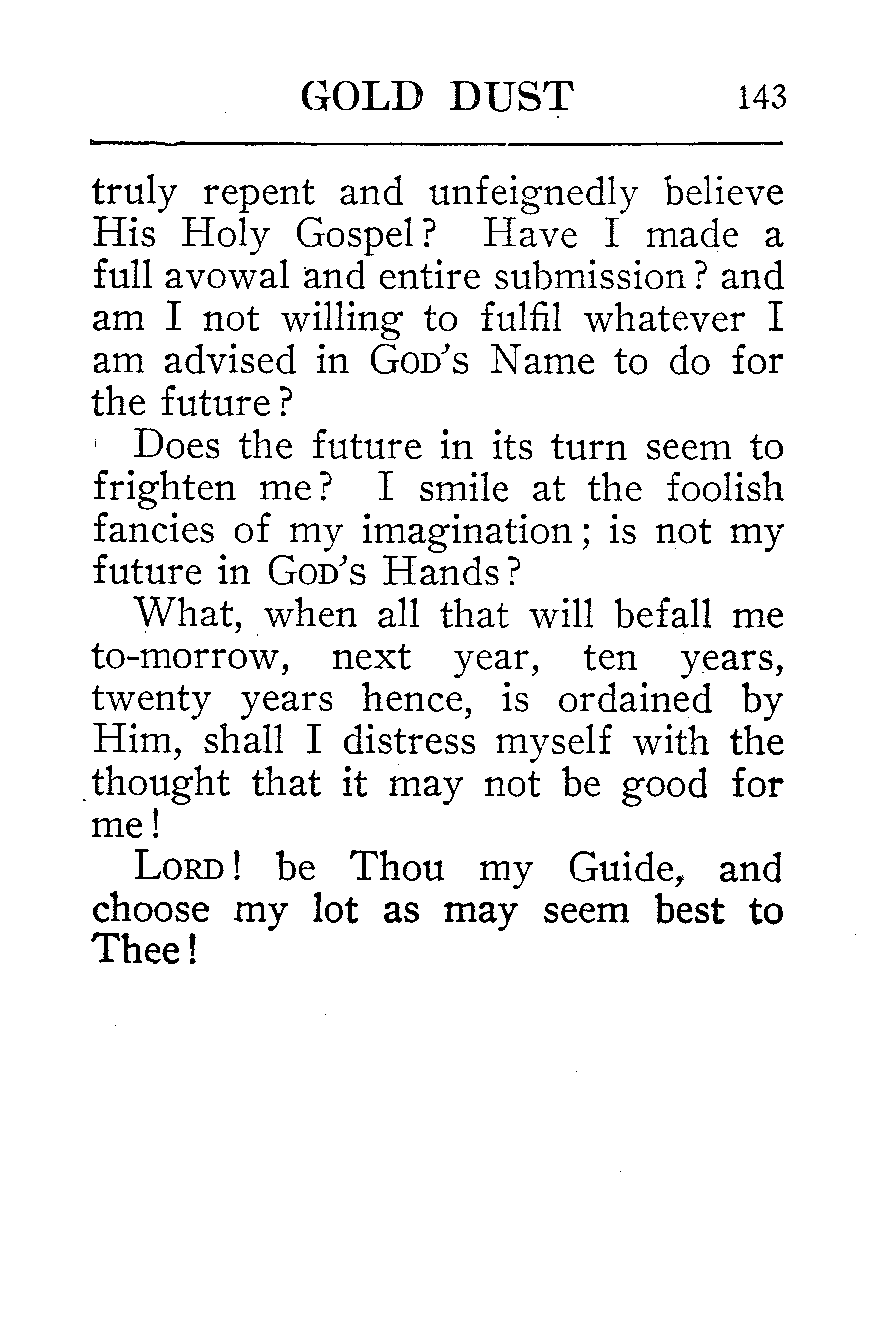 GOLD DUST 143
truly repent and unfeignedly believe
His Holy Gospel? Have I made a
full avowal and entire submission? and
am I not willing to fulfil whatever I
am advised in GOD'S Name to do for
the future?
Does the future in its turn seem to
frighten me? I smile at the foolish
fancies of my imagination; is not my
future in GOD'S Hands?
What, when all that will befall me
to-morrow, next year, ten years,
twenty years hence, is ordained by
Him, shall I distress myself with the
thought that it may not be good for
me!
LORD! be Thou my Guide, and
choose my lot as may seem best to
Thee!